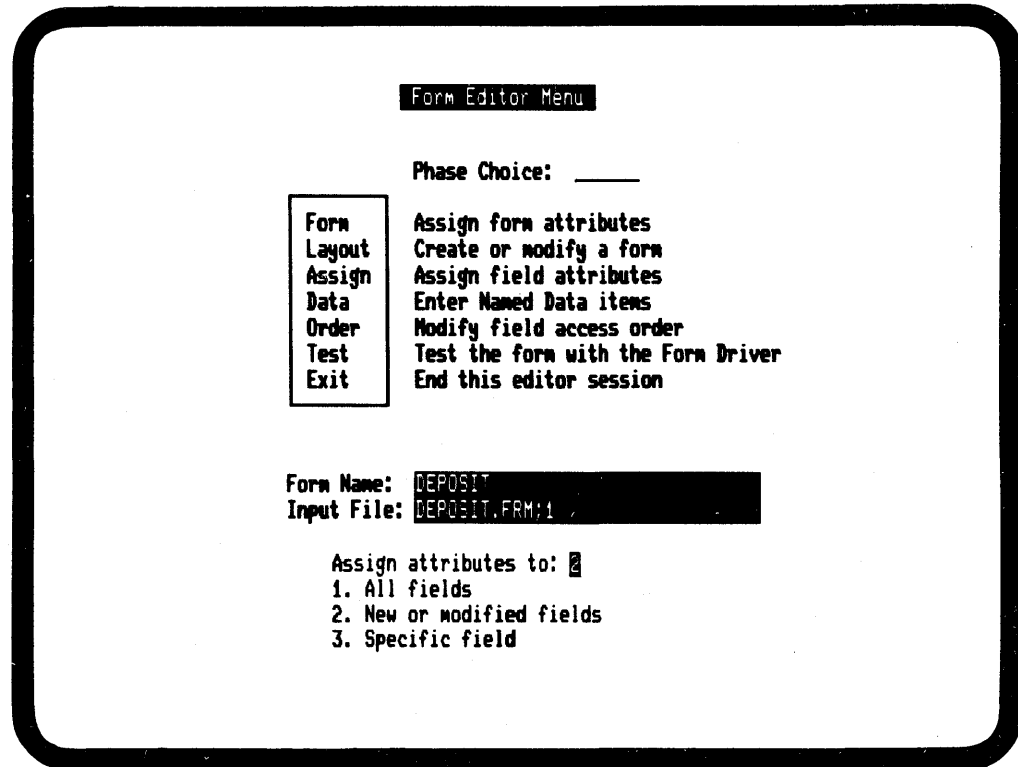 Form Editor Menu
Phase Choice:
Form Assign form attributes
Layout Create or modify a form
Assign Assign field attributes
Data Enter Named Data items
Order Modify field access order
Test Test the form with the Form Driver
Exit End this editor session
Form Name: DEPOSIT
Input File: DEPOSIT.FRM;1
Assign attributes to: 2
1. All fields
2. New or modified fields
3. Specific field